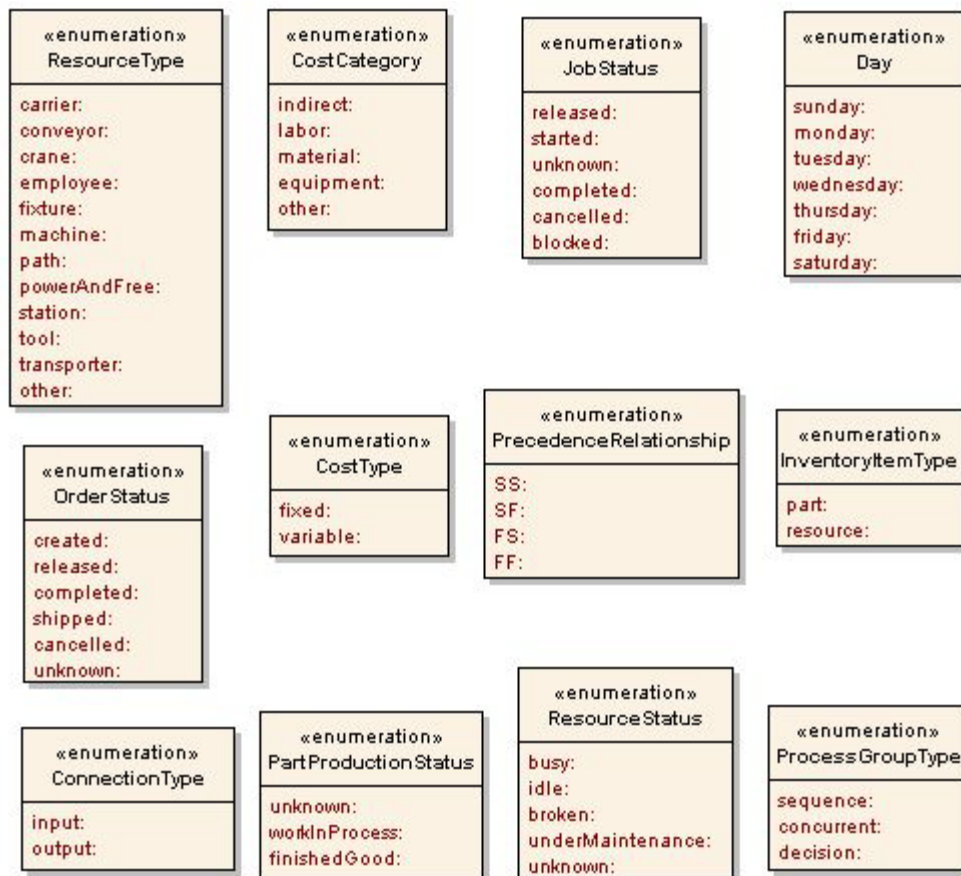 «enumeration»
ResourceType
carrier:
conveyor:
crane:
employee:
fixture:
machine:
path:
powerAndFree:
station:
tool:
transporter:
other:
«enumeration»
CostCategory
indirect:
labor:
material:
equipment:
other:
«enumeration»
JobStatus
released:
started:
unknown:
completed:
cancelled:
blocked:
«enumeration»
Day
sunday:
monday:
tuesday:
wednesday:
thursday:
friday:
saturday:
«enumeration»
OrderStatus
created:
released:
completed:
shipped:
cancelled:
unknown:
«enumeration»
CostType
fixed:
variable:
«enumeration»
PrecedenceRelationship
SS:
SF:
FS:
FF:
«enumeration»
InventoryItemType
part:
resource:
«enumeration»
ConnectionType
input:
output:
«enumeration»
PartProductionStatus
unknown:
workInProcess:
finishedGood:
«enumeration»
ResourceStatus
busy:
idle:
broken:
underMaintenance:
unknown:
«enumeration»
ProcessGroupType
sequence:
concurrent:
decision: